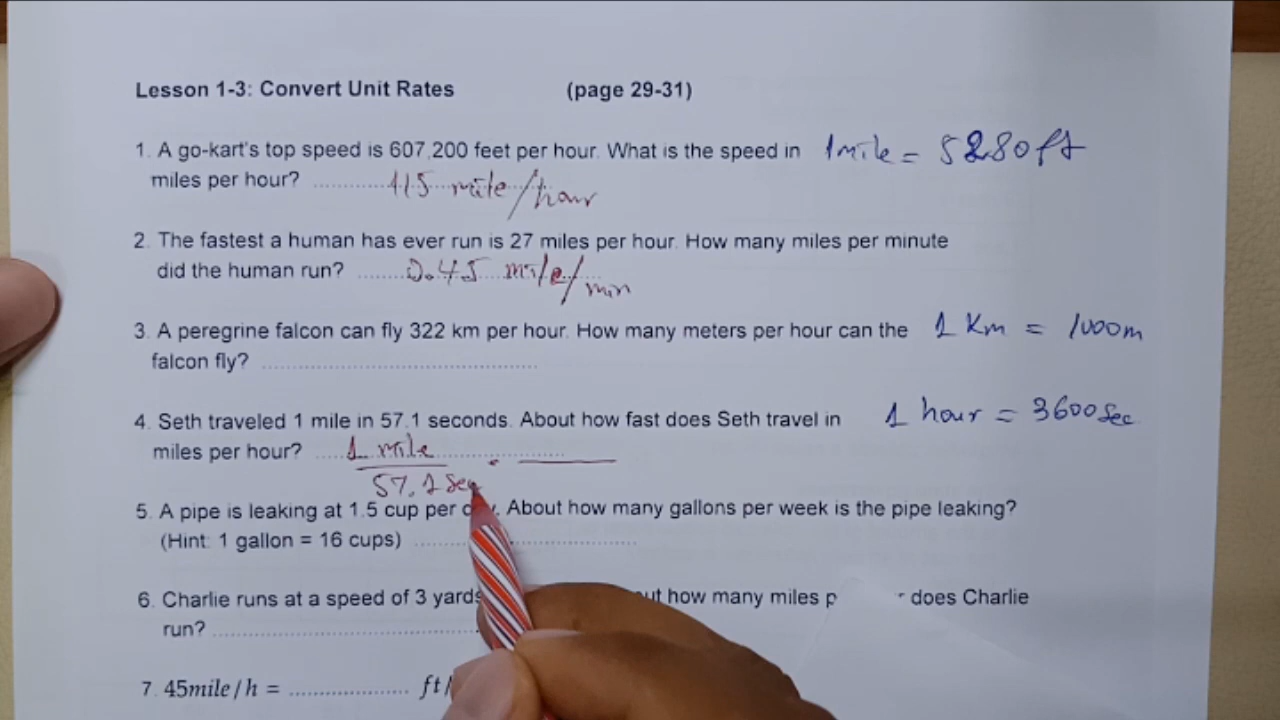 Lesson 1-3: Convert Unit Rates (page 29-31)
1. A go-kart's top speed is 607,200 feet per hour. What is the speed in 1 mile = 5280 ft
miles per hour? ................ 115 mile/hour
2. The fastest a human has ever run is 27 miles per hour. How many miles per minute
did the human run? ........ 0.45 mile/min
3. A peregrine falcon can fly 322 km per hour. How many meters per hour can the 1 Km = 1000m
falcon fly? ..............................................
4. Seth traveled 1 mile in 57.1 seconds. About how fast does Seth travel in 1 hour = 3600 Sec
miles per hour? ..... 1 mile ..............................
57.1 Sec
5. A pipe is leaking at 1.5 cup per d . About how many gallons per week is the pipe leaking?
(Hint: 1 gallon = 16 cups) .....................................
6. Charlie runs at a speed of 3 yards ut how many miles p r does Charlie
run? ............................................
7. 45mile/h = .................... ft/